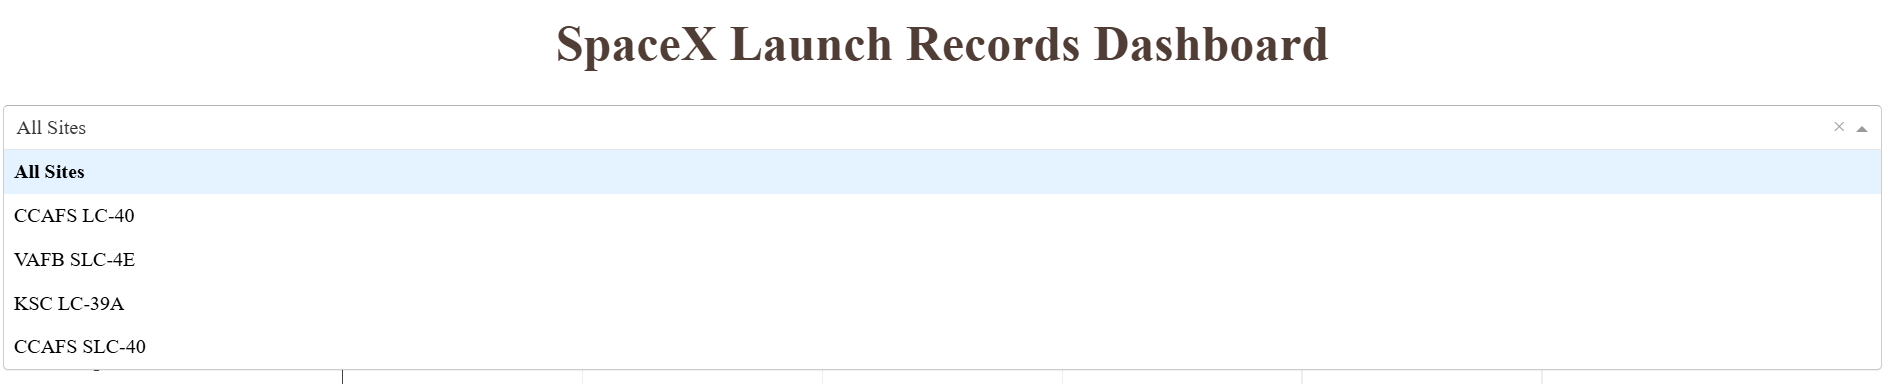 SpaceX Launch Records Dashboard
All Sites
All Sites
CCAFS LC-40
VAFB SLC-4E
KSC LC-39A
CCAFS SLC-40